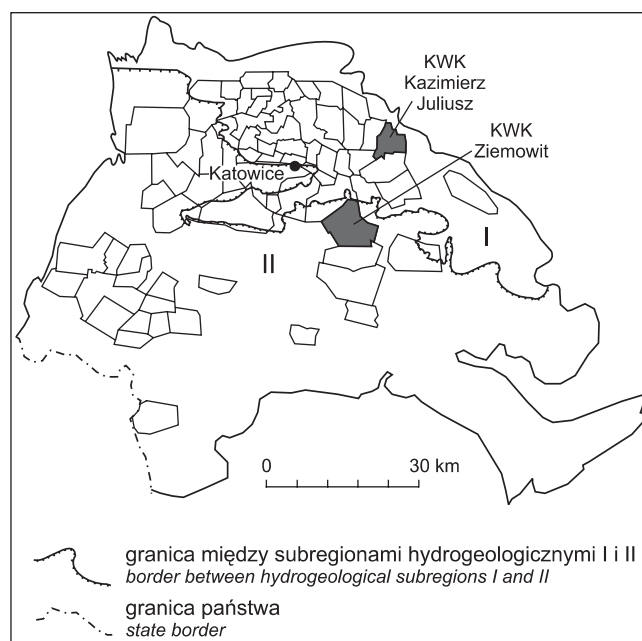 KWK
Kazimierz
Juliusz
KWK
Ziemowit
Katowice
I
II
0
30 km
granica między subregionami hydrogeologicznymi I i II
border between hydrogeological subregions I and II
granica państwa
state border